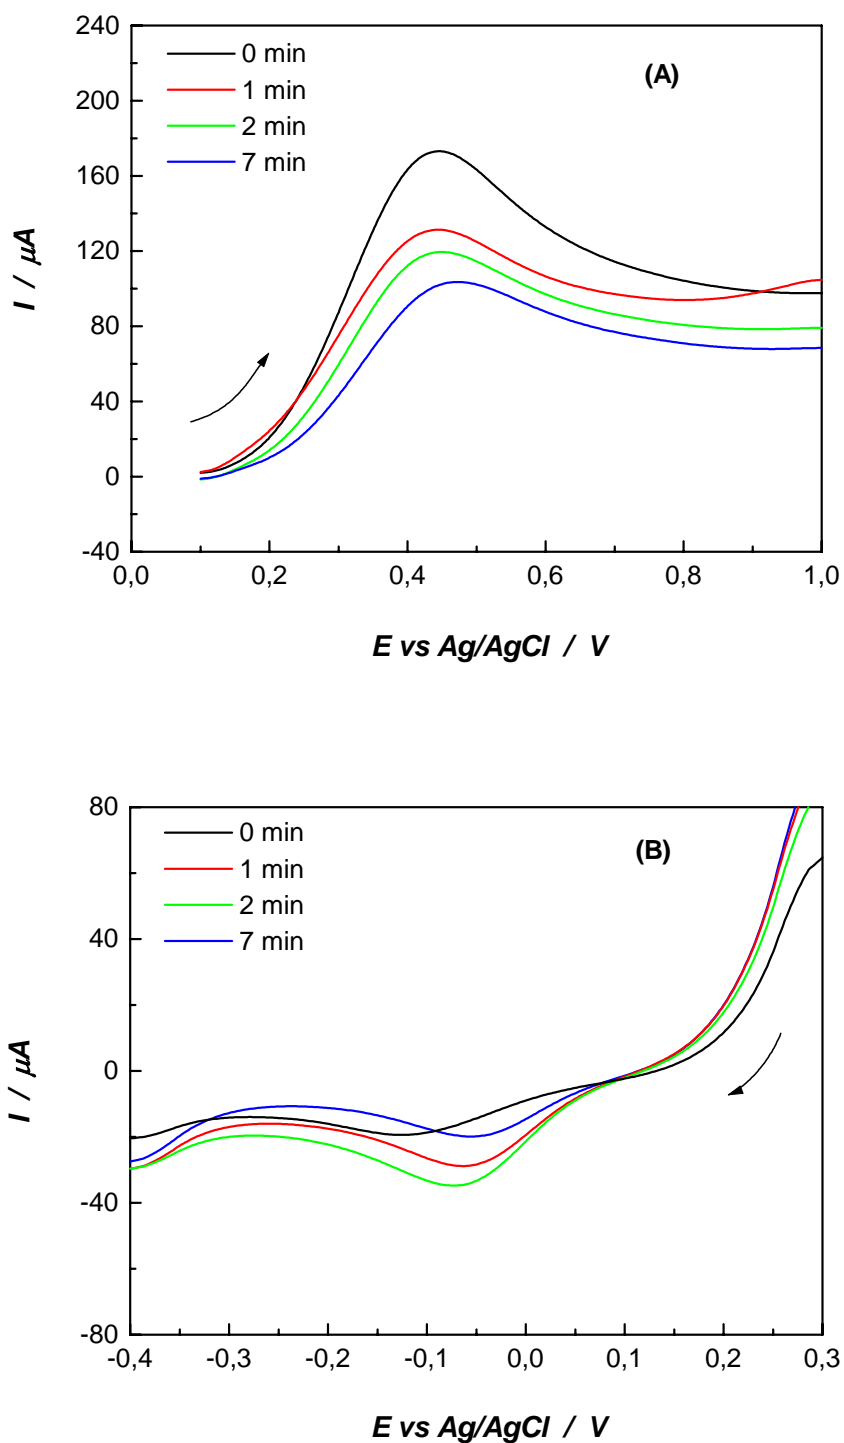 240
200
160
120
80
40
0
-40
I / µA
0 min
1 min
2 min
7 min
(A)
0,0 0,2 0,4 0,6 0,8 1,0
E vs Ag/AgCl / V
80
40
0
-40
-80
I / µA
0 min
1 min
2 min
7 min
(B)
-0,4 -0,3 -0,2 -0,1 0,0 0,1 0,2 0,3
E vs Ag/AgCl / V